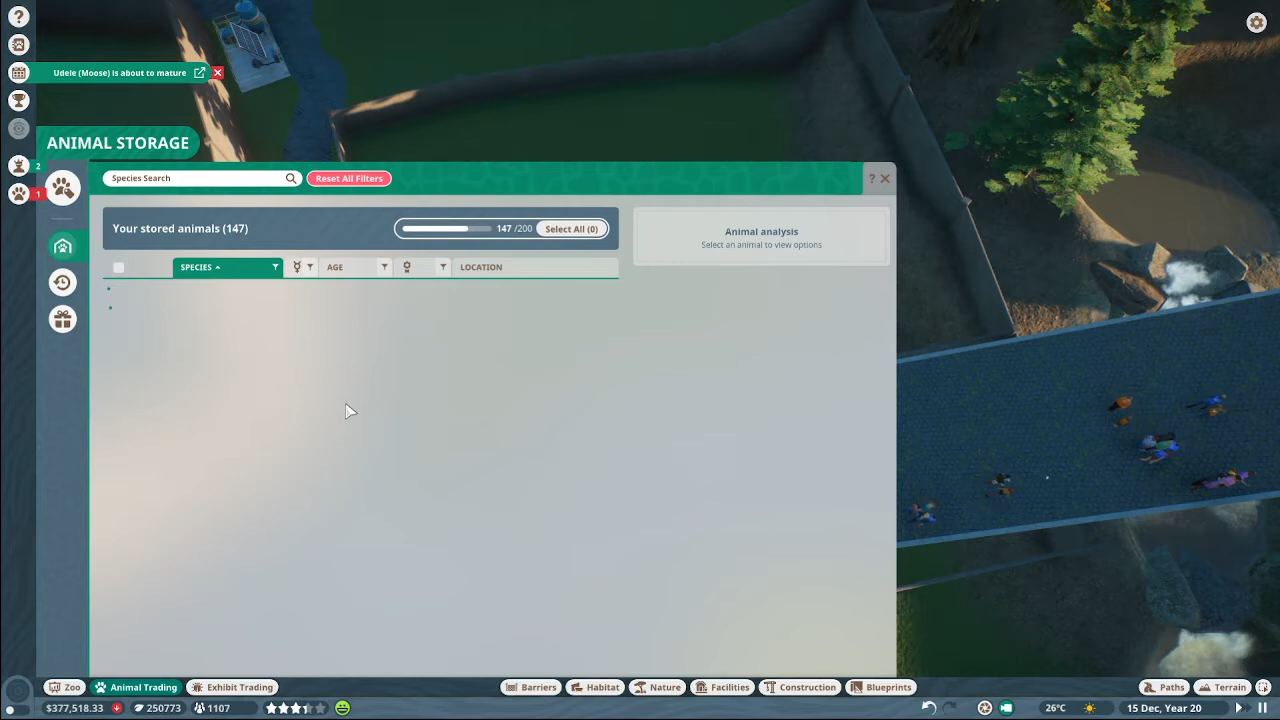 ?
Udele (Moose) is about to mature
ANIMAL STORAGE
2
1
Species Search
Reset All Filters
?
Your stored animals (147)
147 /200
Select All (0)
Animal analysis
Select an animal to view options
SPECIES
AGE
LOCATION
Zoo
Animal Trading
Exhibit Trading
Barriers
Habitat
Nature
Facilities
Construction
Blueprints
Paths
Terrain
$377,518.33
250773
1107
26°C
15 Dec, Year 20